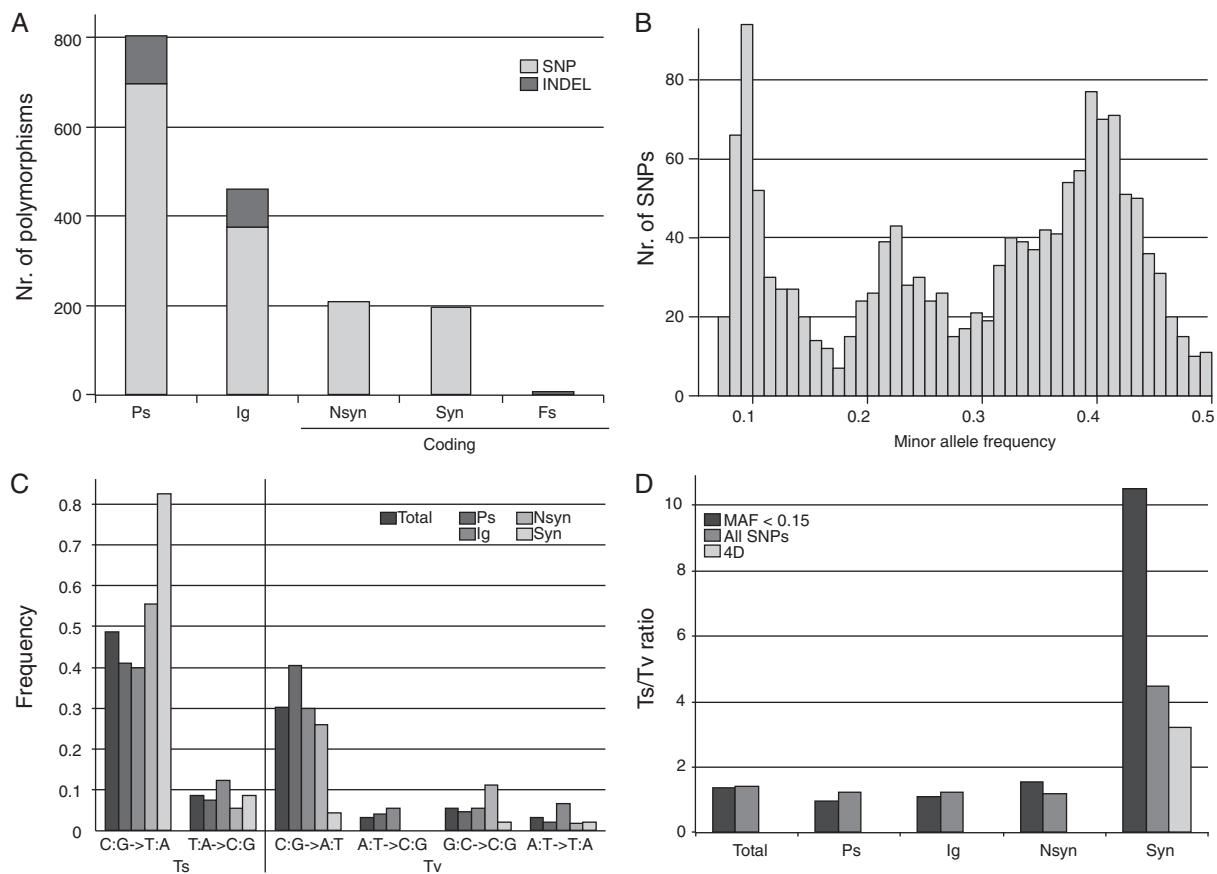 A
Nr. of polymorphisms
800
600
400
200
0
SNP
INDEL
Ps Ig Nsyn Syn Fs
Coding
B
Nr. of SNPs
80
60
40
20
0
0.1 0.2 0.3 0.4 0.5
Minor allele frequency
C
Frequency
0.8
0.7
0.6
0.5
0.4
0.3
0.2
0.1
0
Total Ps Nsyn
Ig Syn
C:G->T:A T:A->C:G C:G->A:T A:T->C:G G:C->C:G A:T->T:A
Ts Tv
D
Ts/Tv ratio
10
8
6
4
2
0
MAF < 0.15
All SNPs
4D
Total Ps Ig Nsyn Syn